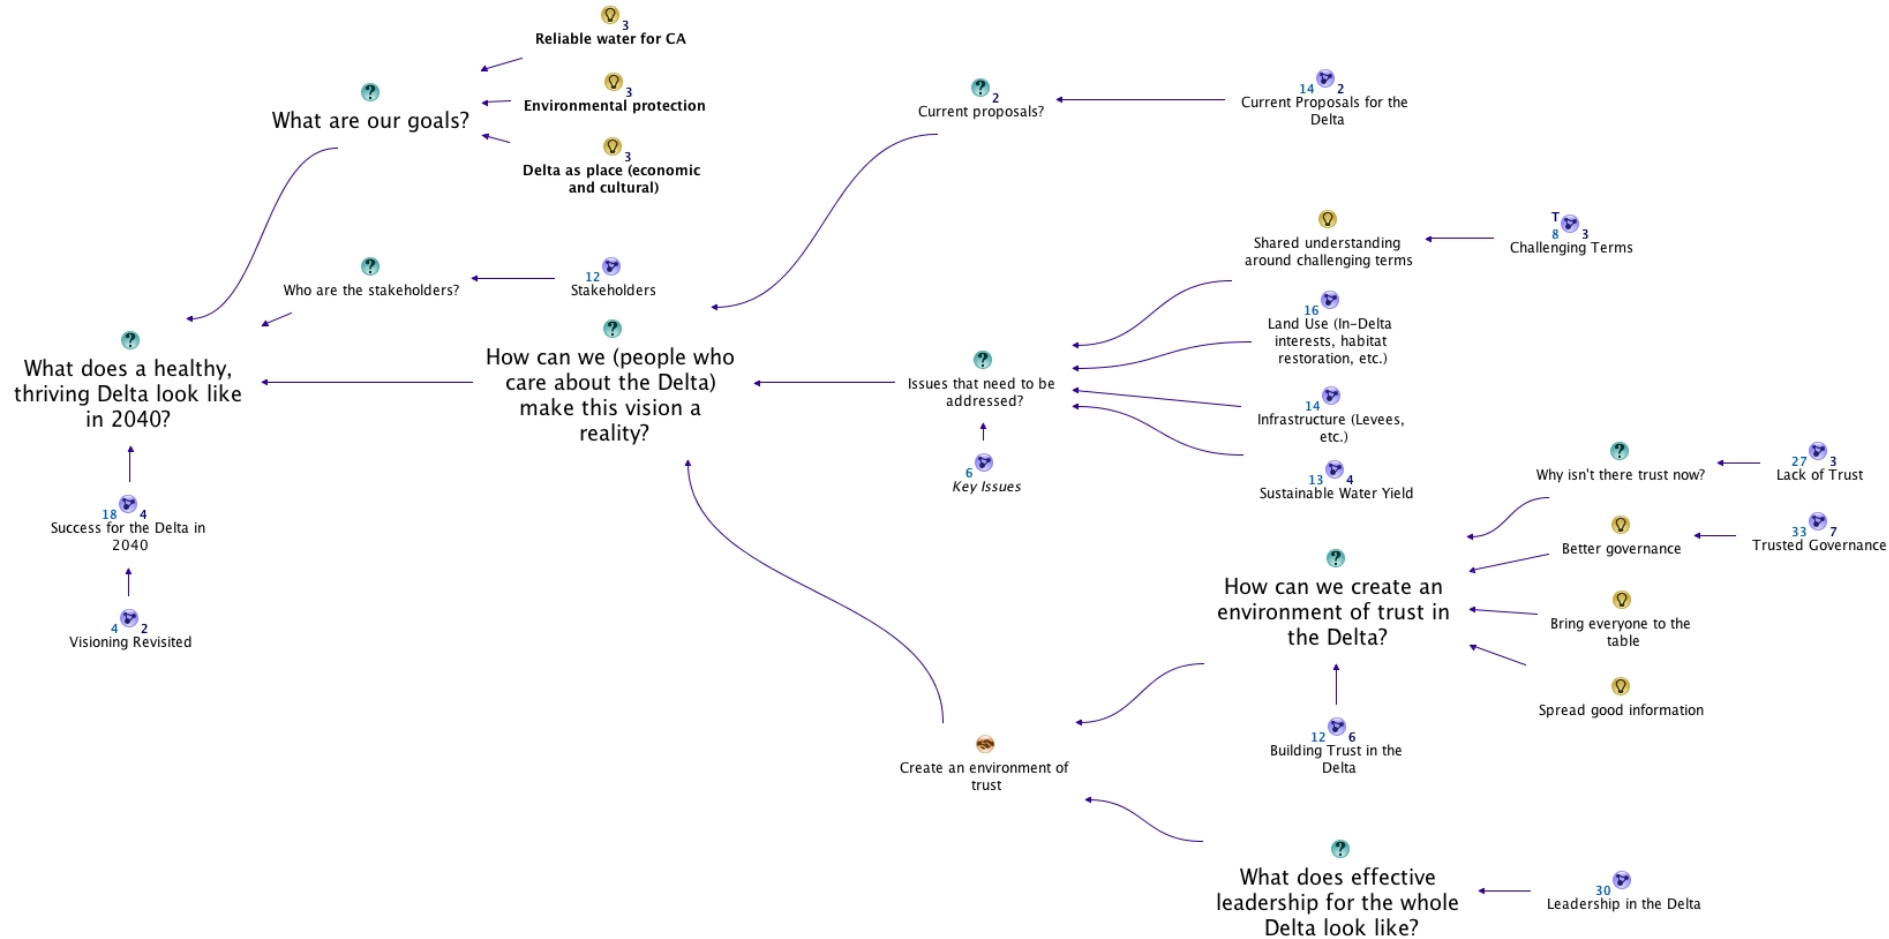 3
Reliable water for CA
3
Environmental protection
3
Delta as place (economic
and cultural)
?
What are our goals?
?
2
Current proposals?
14 2
Current Proposals for the
Delta
Shared understanding
around challenging terms
T
8 3
Challenging Terms
?
Who are the stakeholders?
12
Stakeholders
16
Land Use (In-Delta
interests, habitat
restoration, etc.)
?
What does a healthy,
thriving Delta look like
in 2040?
?
How can we (people who
care about the Delta)
make this vision a
reality?
?
Issues that need to be
addressed?
14
Infrastructure (Levees,
etc.)
6
Key Issues
13 4
Sustainable Water Yield
?
Why isn't there trust now?
27 3
Lack of Trust
18 4
Success for the Delta in
2040
Better governance
33 7
Trusted Governance
4 2
Visioning Revisited
?
How can we create an
environment of trust in
the Delta?
Bring everyone to the
table
Spread good information
12 6
Building Trust in the
Delta
Create an environment of
trust
?
What does effective
leadership for the whole
Delta look like?
30
Leadership in the Delta